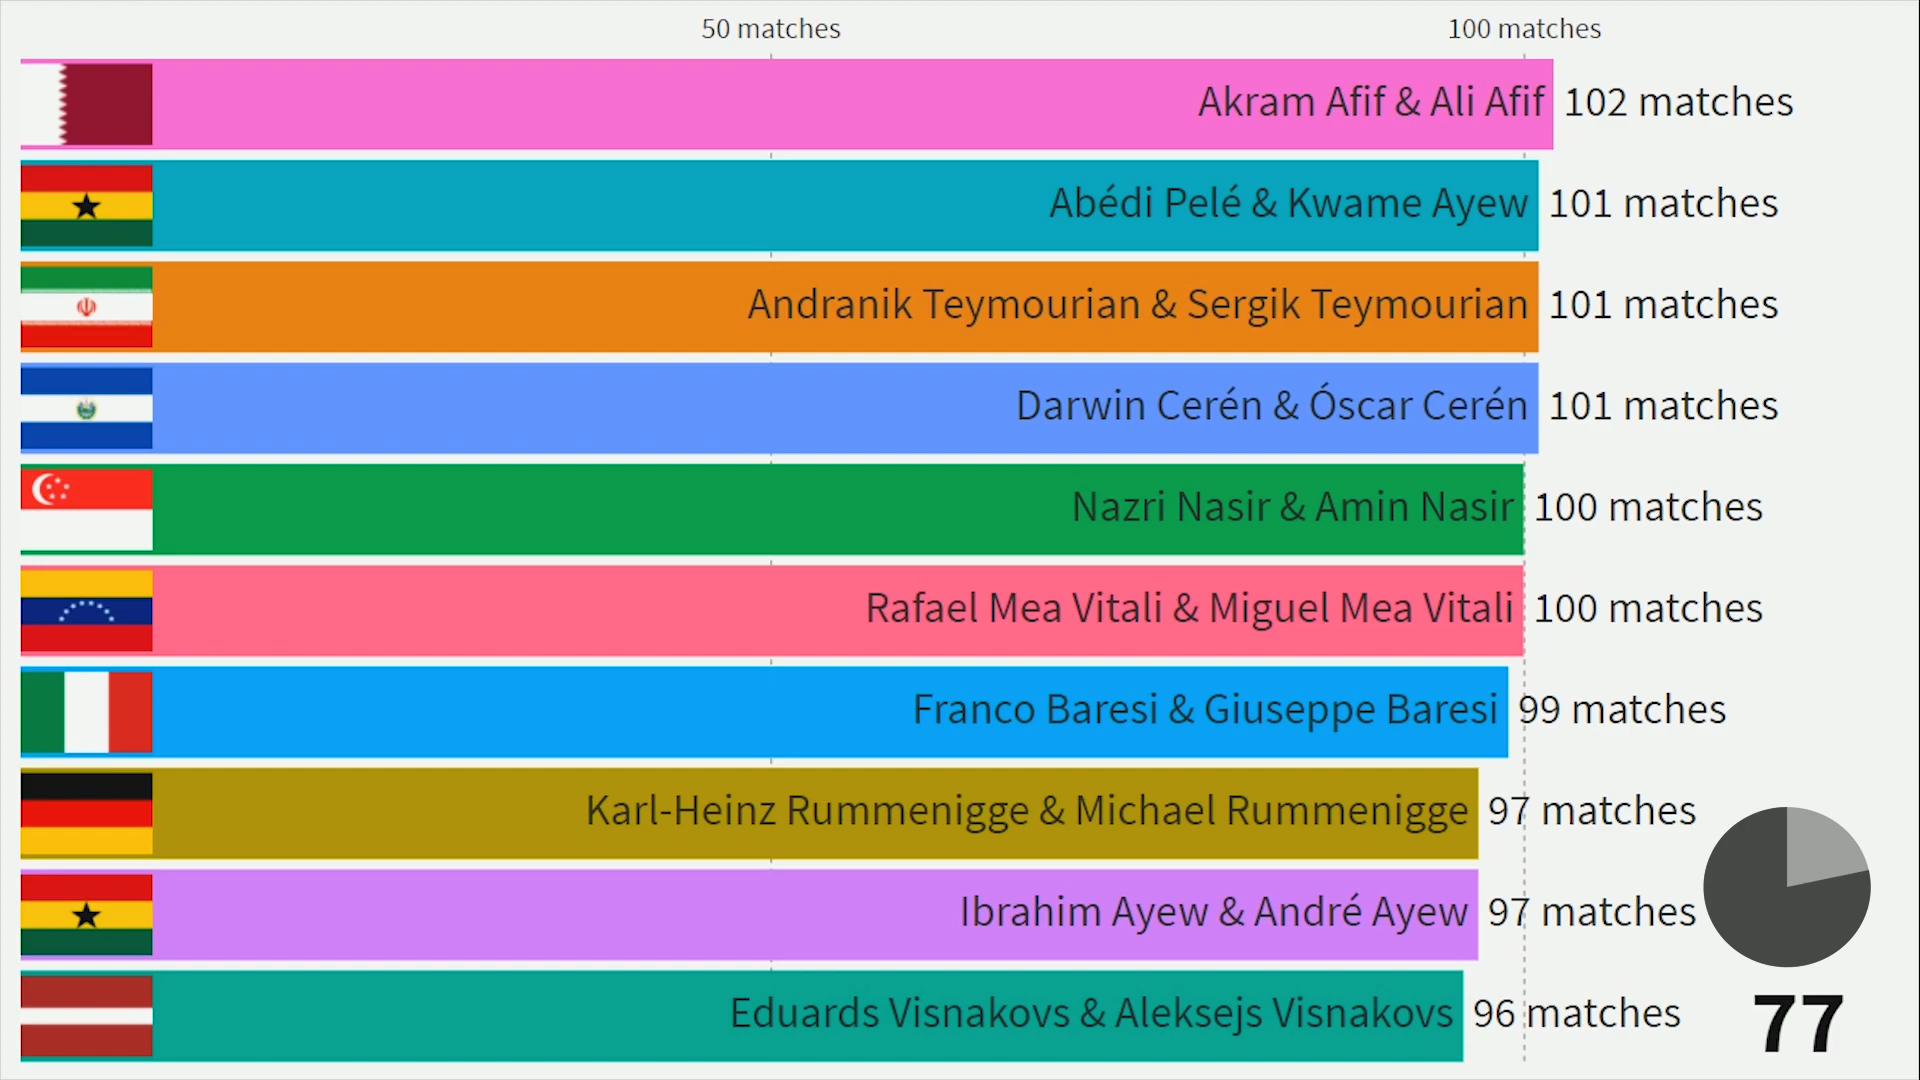 50 matches 100 matches
Akram Afif & Ali Afif 102 matches
Abédi Pelé & Kwame Ayew 101 matches
Andranik Teymourian & Sergik Teymourian 101 matches
Darwin Cerén & Óscar Cerén 101 matches
Nazri Nasir & Amin Nasir 100 matches
Rafael Mea Vitali & Miguel Mea Vitali 100 matches
Franco Baresi & Giuseppe Baresi 99 matches
Karl-Heinz Rummenigge & Michael Rummenigge 97 matches
Ibrahim Ayew & André Ayew 97 matches
Eduards Visnakovs & Aleksejs Visnakovs 96 matches
77